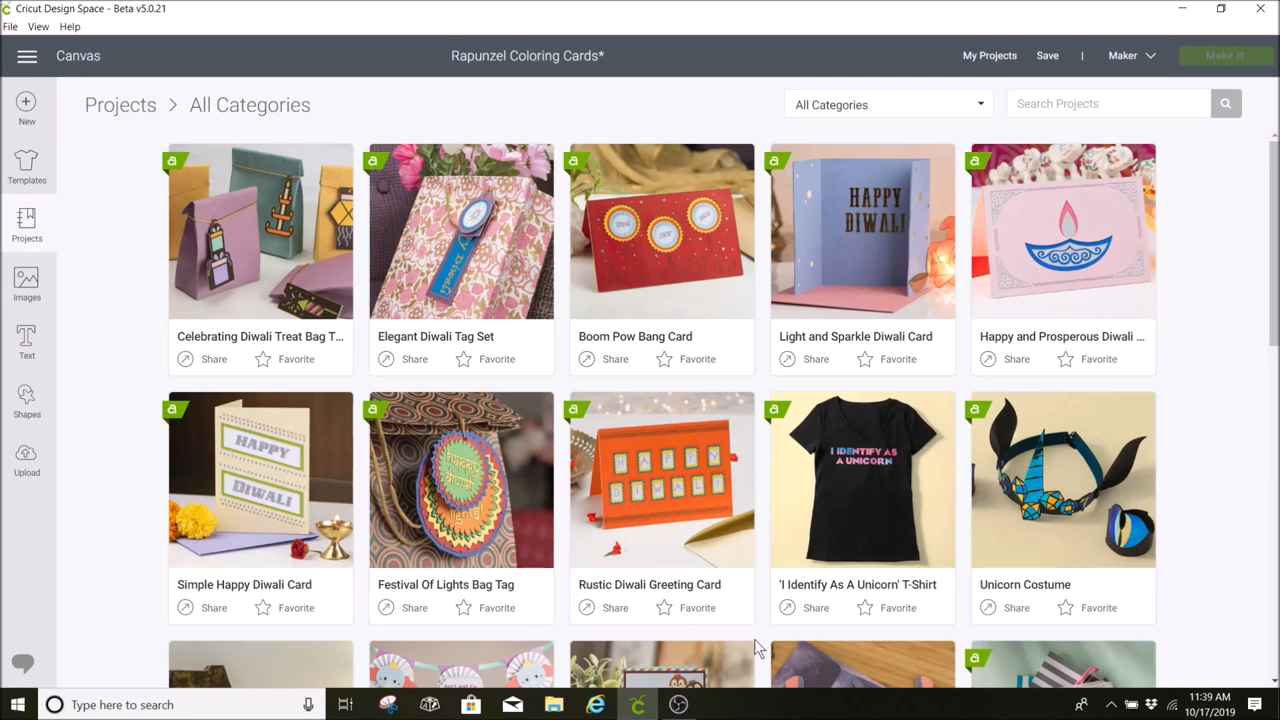 Cricut Design Space - Beta v5.0.21
File View Help
Canvas
Rapunzel Coloring Cards*
My Projects Save | Maker Make It
Projects > All Categories
All Categories
Search Projects
New
Templates
Projects
Images
Text
Shapes
Upload
a a a a a
HAPPY
DIWALI
Celebrating Diwali Treat Bag T... Elegant Diwali Tag Set Boom Pow Bang Card Light and Sparkle Diwali Card Happy and Prosperous Diwali ...
Share Favorite Share Favorite Share Favorite Share Favorite Share Favorite
a a a a a
HAPPY
DIWALI
happy
diwali
lights
HAPPY
DIWALI
I IDENTIFY AS
A UNICORN
Simple Happy Diwali Card Festival Of Lights Bag Tag Rustic Diwali Greeting Card 'I Identify As A Unicorn' T-Shirt Unicorn Costume
Share Favorite Share Favorite Share Favorite Share Favorite Share Favorite
a
Type here to search
11:39 AM
10/17/2019